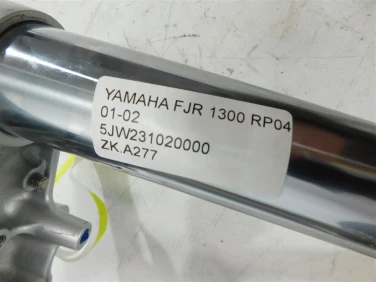 YAMAHA FJR 1300 RP04
01-02
5JW231020000
ZK.A277